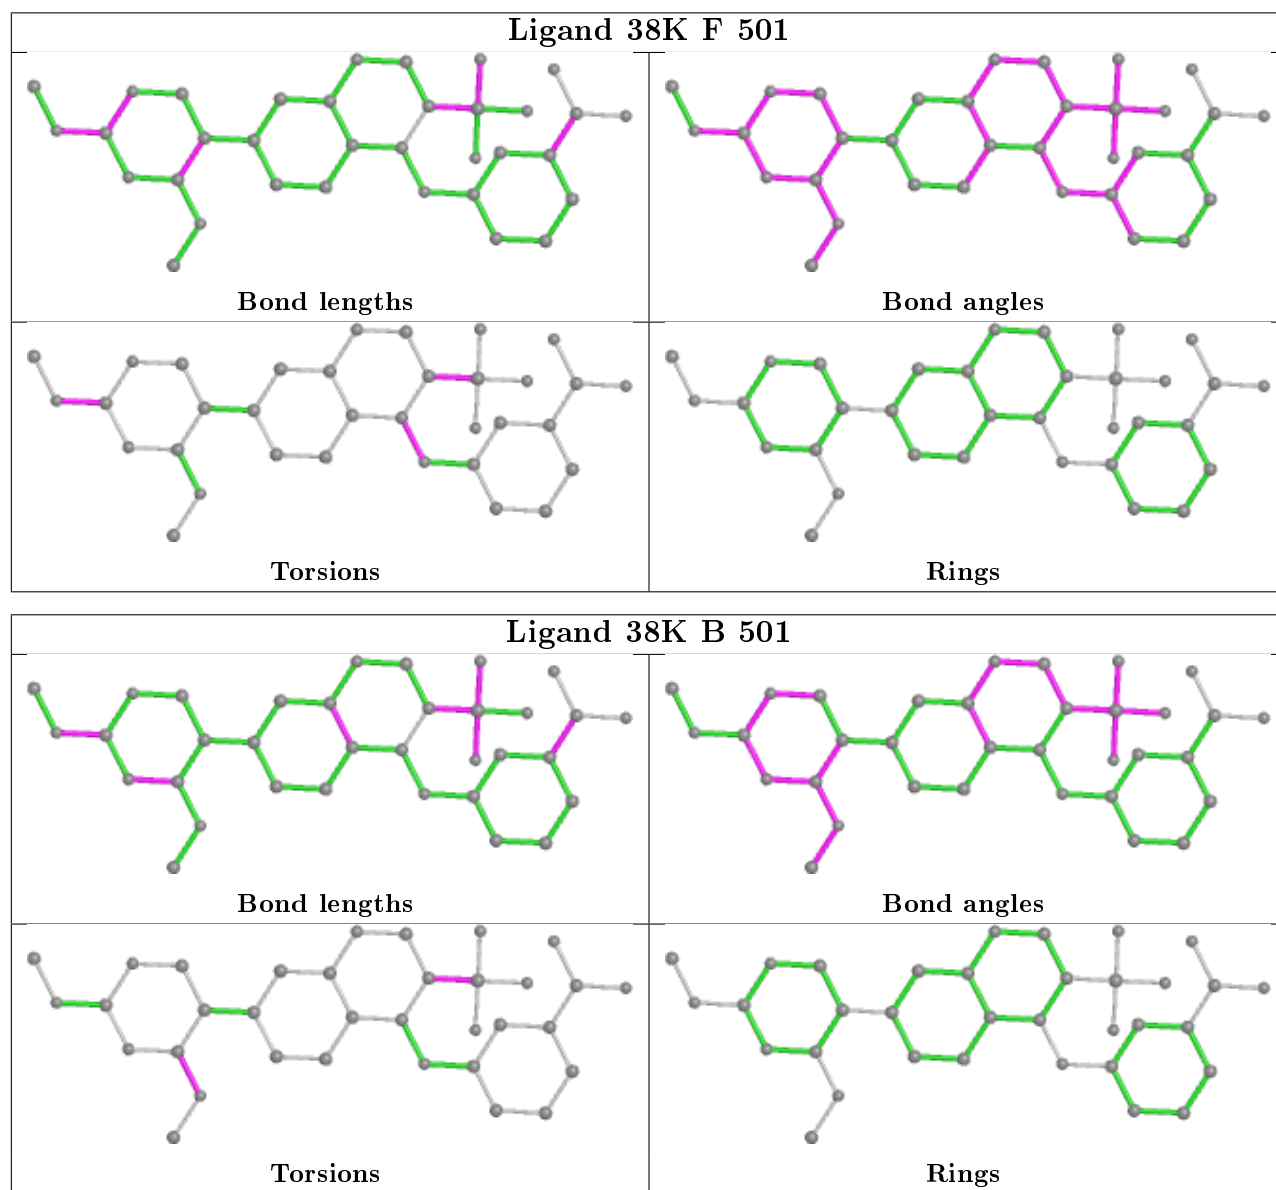 Ligand 38K F 501
Bond lengths
Bond angles
Torsions
Rings
Ligand 38K B 501
Bond lengths
Bond angles
Torsions
Rings